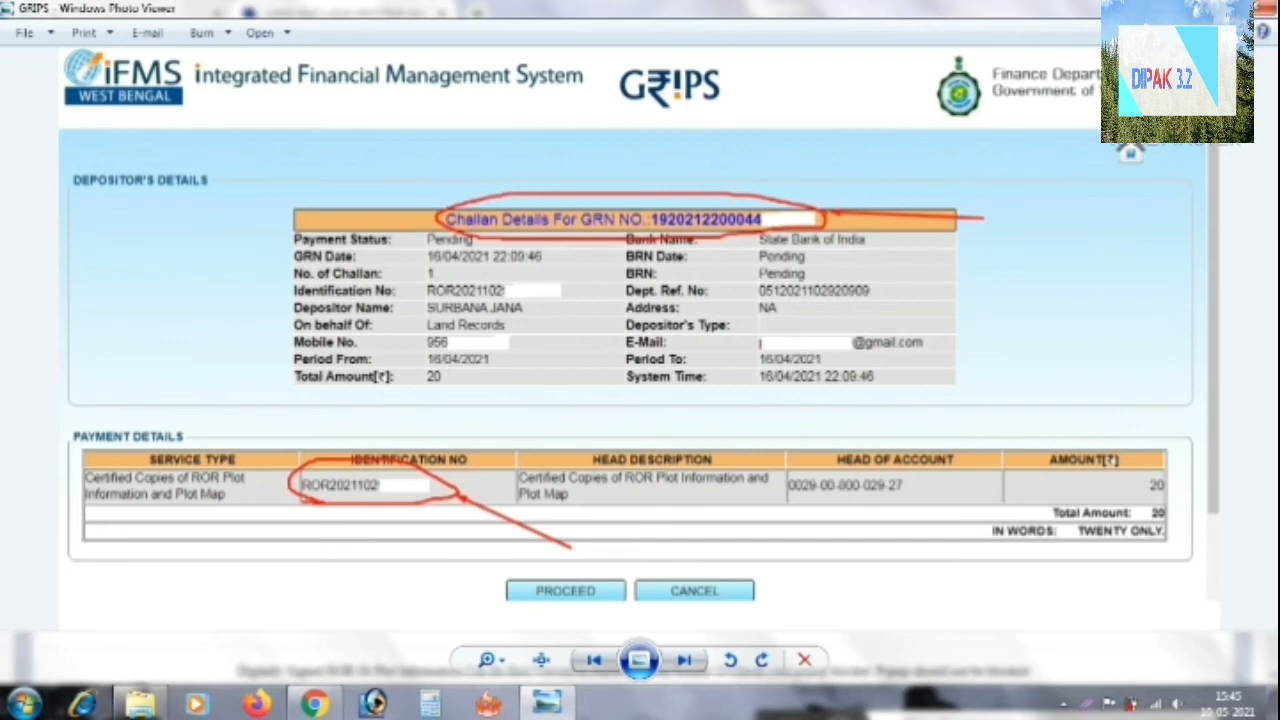 GRIPS - Windows Photo Viewer
File Print E-mail Burn Open
iFMS Integrated Financial Management System
WEST BENGAL
GR₹!PS
Finance Depar
Government of
DIPAK 3.2
DEPOSITOR'S DETAILS
Challan Details For GRN NO.:1920212200044
Payment Status: Pending Bank Name: State Bank of India
GRN Date: 16/04/2021 22:09:46 BRN Date: Pending
No. of Challan: 1 BRN: Pending
Identification No: ROR2021102 Dept. Ref. No: 0512021102920909
Depositor Name: SURBANA JANA Address: NA
On behalf Of: Land Records Depositor's Type:
Mobile No. 956 E-Mail: @gmail.com
Period From: 16/04/2021 Period To: 16/04/2021
Total Amount[₹]: 20 System Time: 16/04/2021 22:09:46
PAYMENT DETAILS
SERVICE TYPE IDENTIFICATION NO HEAD DESCRIPTION HEAD OF ACCOUNT AMOUNT[₹]
Certified Copies of ROR Plot Information and Plot Map ROR2021102 Certified Copies of ROR Plot Information and Plot Map 0029-00-800-029-27 20
Total Amount: 20
IN WORDS: TWENTY ONLY.
PROCEED CANCEL
15:45
10-05-2021